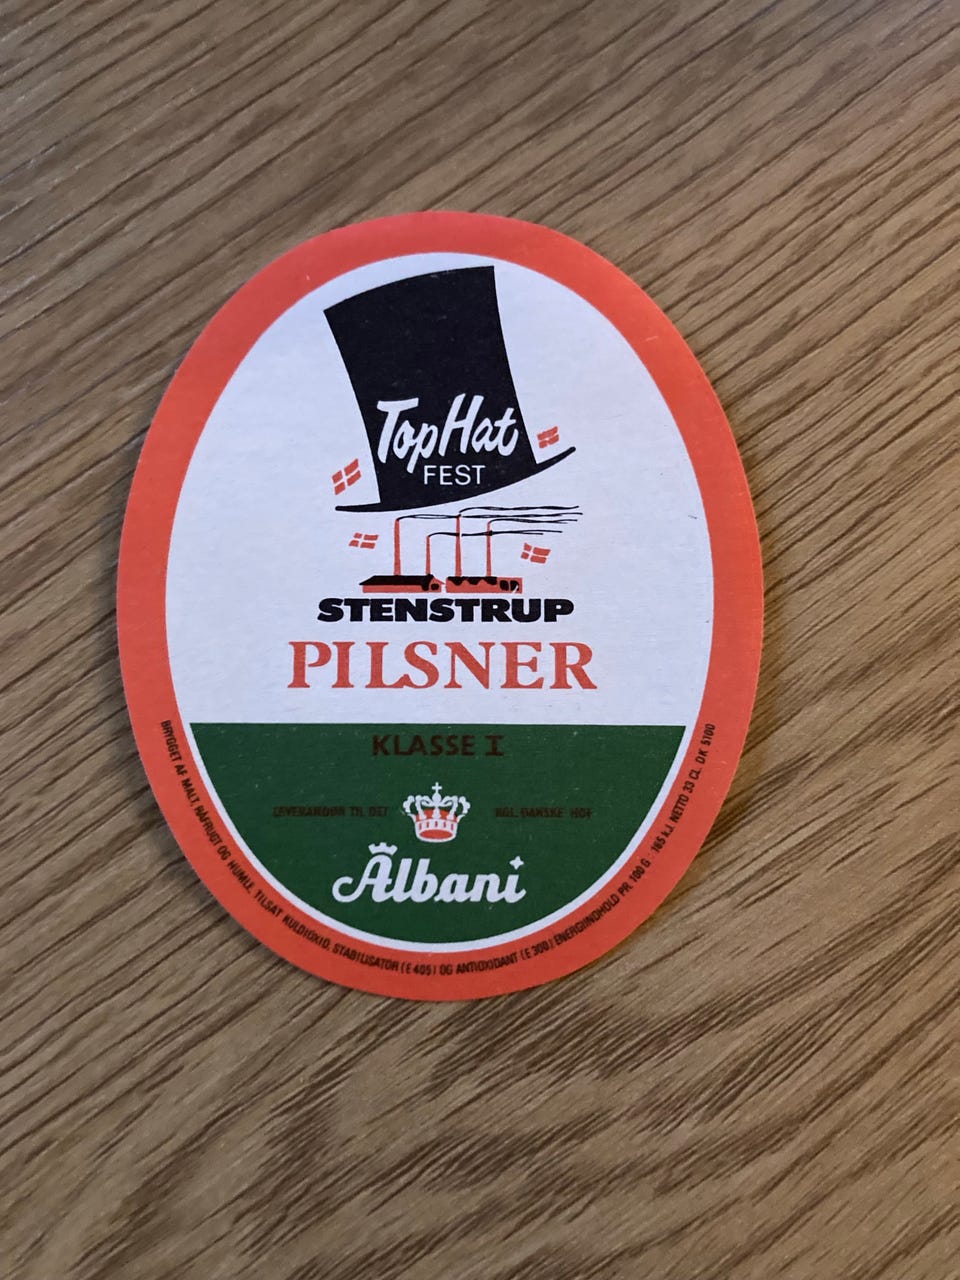 TopHat
FEST
STENSTRUP
PILSNER
KLASSE I
LEVERANDØR TIL DET KGL. DANSKE HOF
Albani
BRYGGET AF MALT, RÅFRUGT OG HUMLE, TILSAT KULDIOXID, STABILISATOR (E 405) OG ANTIOXIDANT (E 300) ENERGIINDHOLD PR. 100 G : 165 kJ. NETTO 33 CL. DK 5100